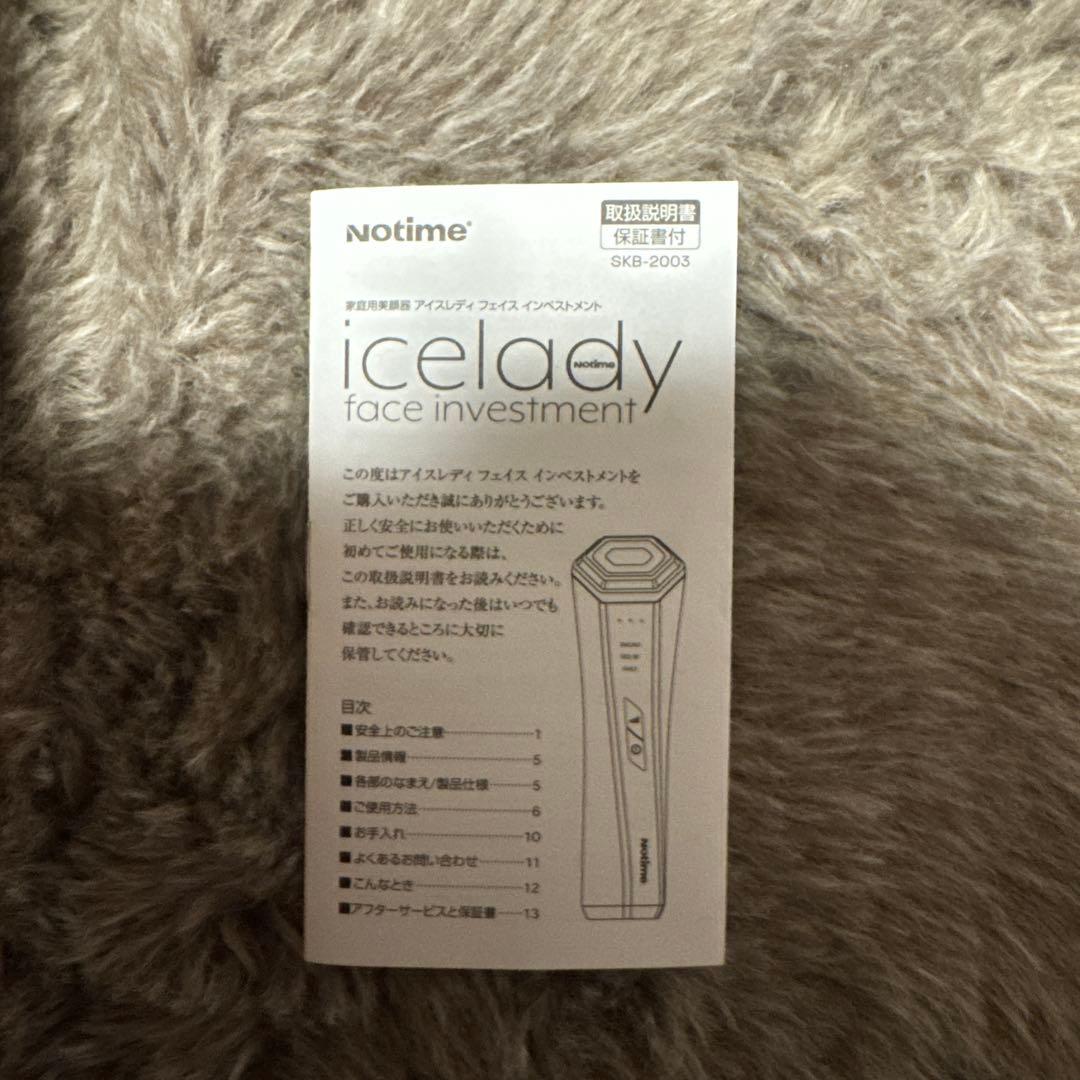 Notime®
取扱説明書
保証書付
SKB-2003
家庭用美顔器 アイスレディ フェイス インベストメント
icelady
Notime
face investment
この度はアイスレディ フェイス インベストメントを
ご購入いただき誠にありがとうございます。
正しく安全にお使いいただくために
初めてご使用になる際は、
この取扱説明書をお読みください。
また、お読みになった後はいつでも
確認できるところに大切に
保管してください。
目次
■安全上のご注意 1
■製品情報 5
■各部のなまえ/製品仕様 5
■ご使用方法 6
■お手入れ 10
■よくあるお問い合わせ 11
■こんなとき 12
■アフターサービスと保証書 13
Notime